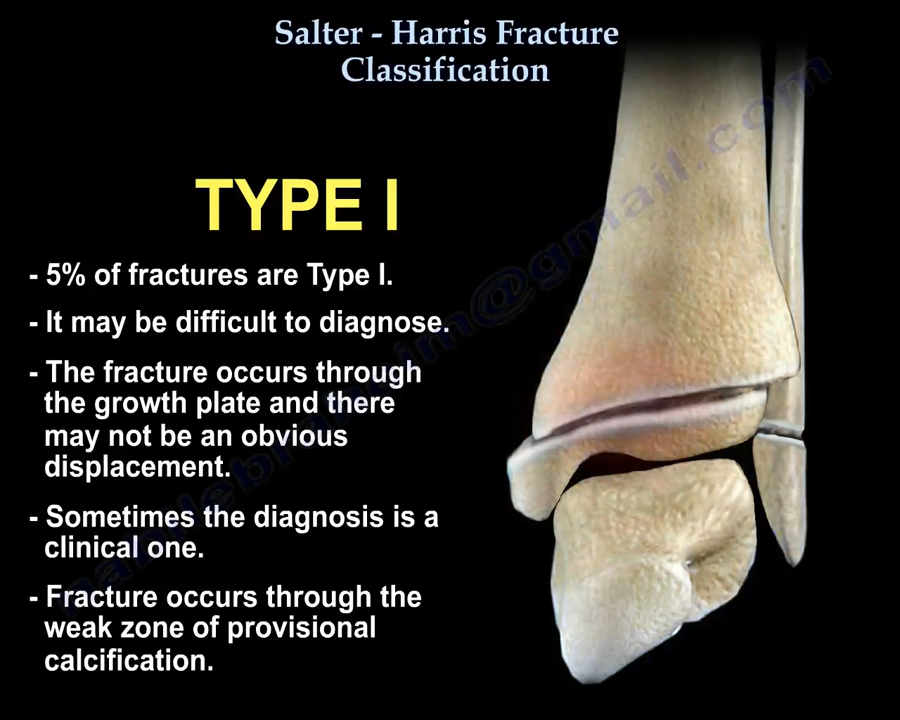 Salter - Harris Fracture
Classification
TYPE I
- 5% of fractures are Type I.
- It may be difficult to diagnose.
- The fracture occurs through
the growth plate and there
may not be an obvious
displacement.
- Sometimes the diagnosis is a
clinical one.
- Fracture occurs through the
weak zone of provisional
calcification.